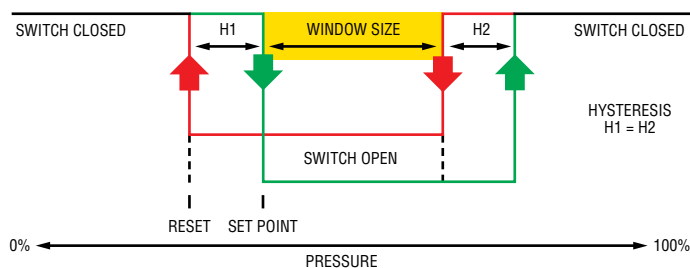 SWITCH CLOSED
H1
WINDOW SIZE
H2
SWITCH CLOSED
HYSTERESIS
H1 = H2
SWITCH OPEN
RESET
SET POINT
0%
100%
PRESSURE